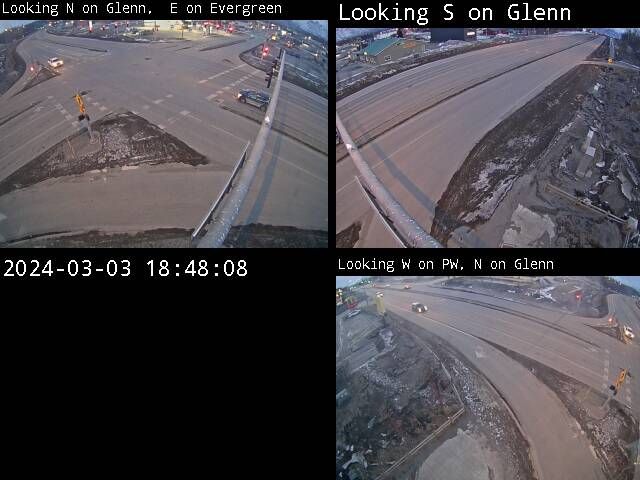 Looking N on Glenn, E on Evergreen
Looking S on Glenn
2024-03-03 18:48:08
Looking W on PW, N on Glenn